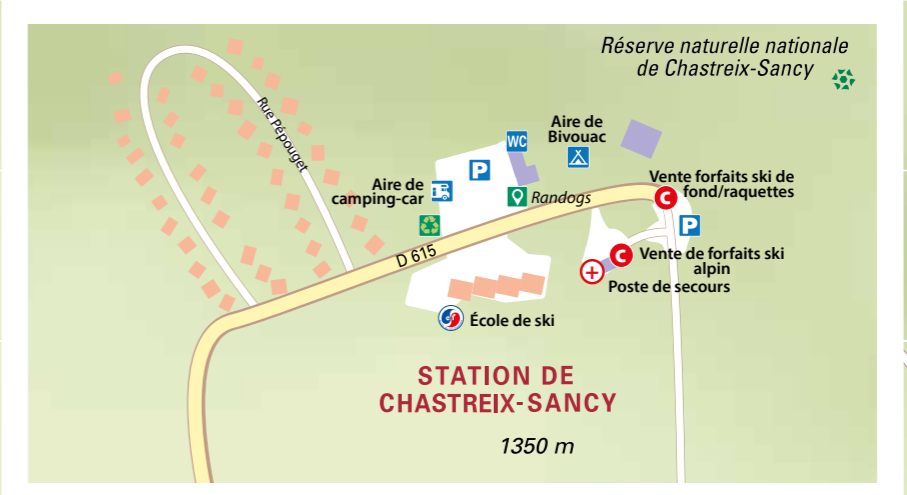 Réserve naturelle nationale
de Chastreix-Sancy
Rue Pépouget
WC
Aire de
Bivouac
P
Aire de
camping-car
Randogs
Vente forfaits ski de
fond/raquettes
C
P
D 615
C
Vente de forfaits ski
alpin
Poste de secours
esf
École de ski
STATION DE
CHASTREIX-SANCY
1350 m